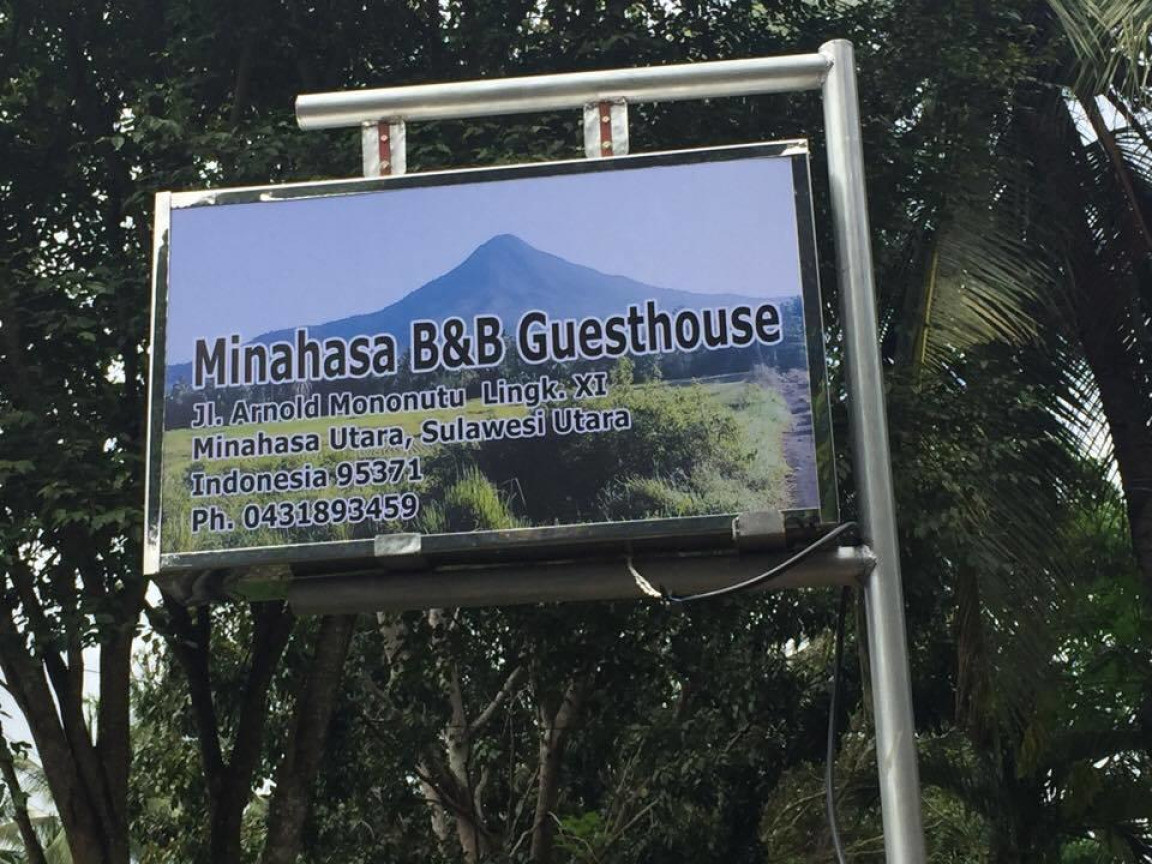 Minahasa B&B Guesthouse
Jl. Arnold Mononutu Lingk. XI
Minahasa Utara, Sulawesi Utara
Indonesia 95371
Ph. 0431893459